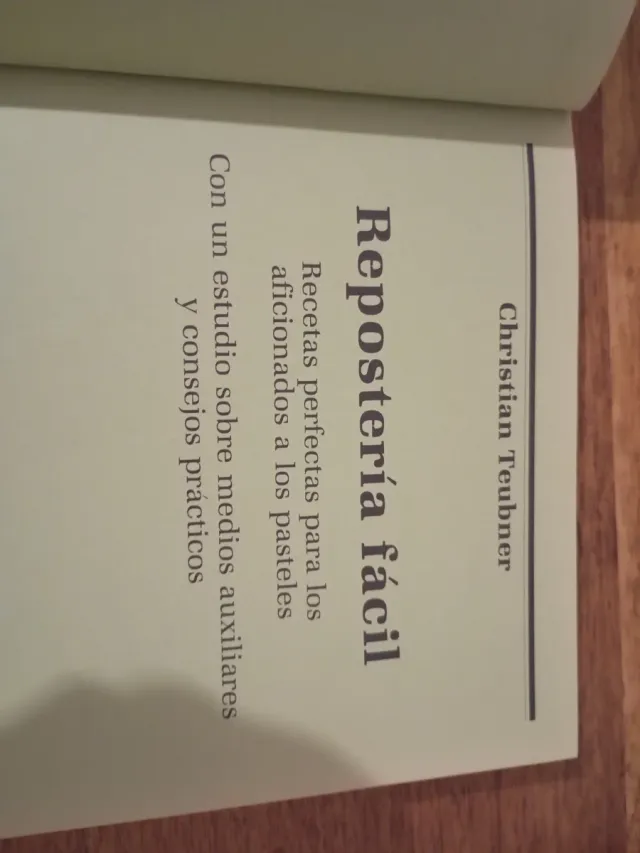 Christian Teubner
Repostería fácil
Recetas perfectas para los
aficionados a los pasteles
Con un estudio sobre medios auxiliares
y consejos prácticos